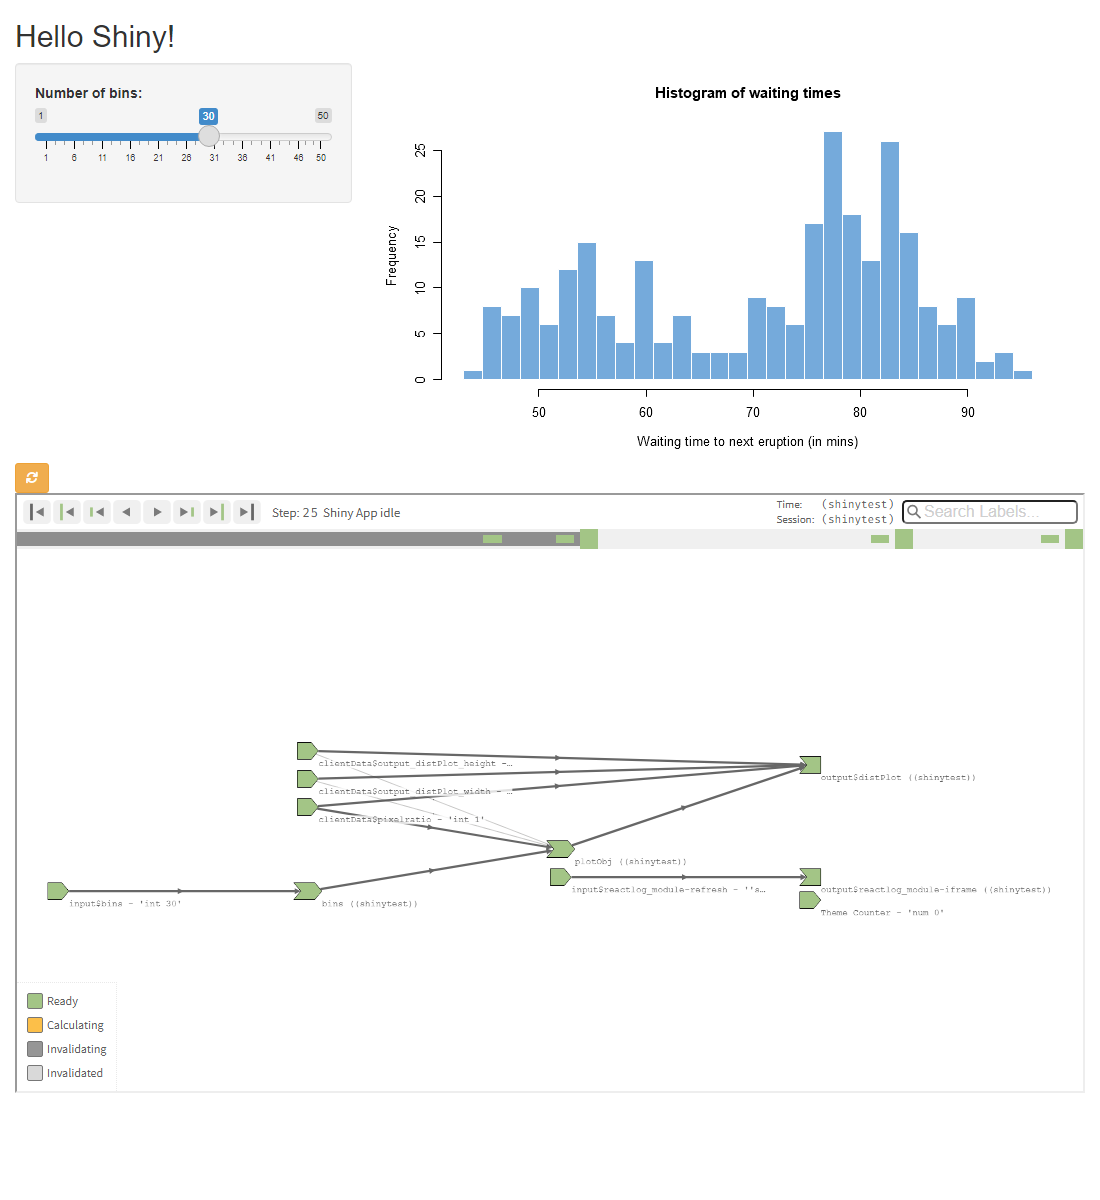 Hello Shiny!
Number of bins:
1 30 50
1 6 11 16 21 26 31 36 41 46 50
Histogram of waiting times
Frequency
25
20
15
10
5
0
50 60 70 80 90
Waiting time to next eruption (in mins)
Step: 25 Shiny App idle
Time: (shinytest)
Session: (shinytest)
Search Labels...
clientData$output_distPlot_height -…
clientData$output_distPlot_width - …
clientData$pixelratio - 'int 1'
output$distPlot ((shinytest))
plotObj ((shinytest))
input$reactlog_module-refresh - ''s…
output$reactlog_module-iframe ((shinytest))
input$bins - 'int 30'
bins ((shinytest))
Theme Counter - 'num 0'
Ready
Calculating
Invalidating
Invalidated